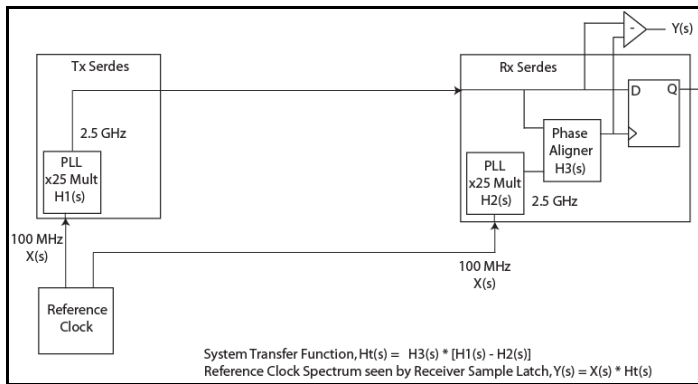 Y(s)
-
Tx Serdes
Rx Serdes
D
Q
2.5 GHz
Phase
Aligner
H3(s)
PLL
x25 Mult
H1(s)
PLL
x25 Mult
H2(s)
2.5 GHz
100 MHz
X(s)
100 MHz
X(s)
Reference
Clock
System Transfer Function, Ht(s) = H3(s) * [H1(s) - H2(s)]
Reference Clock Spectrum seen by Receiver Sample Latch, Y(s) = X(s) * Ht(s)